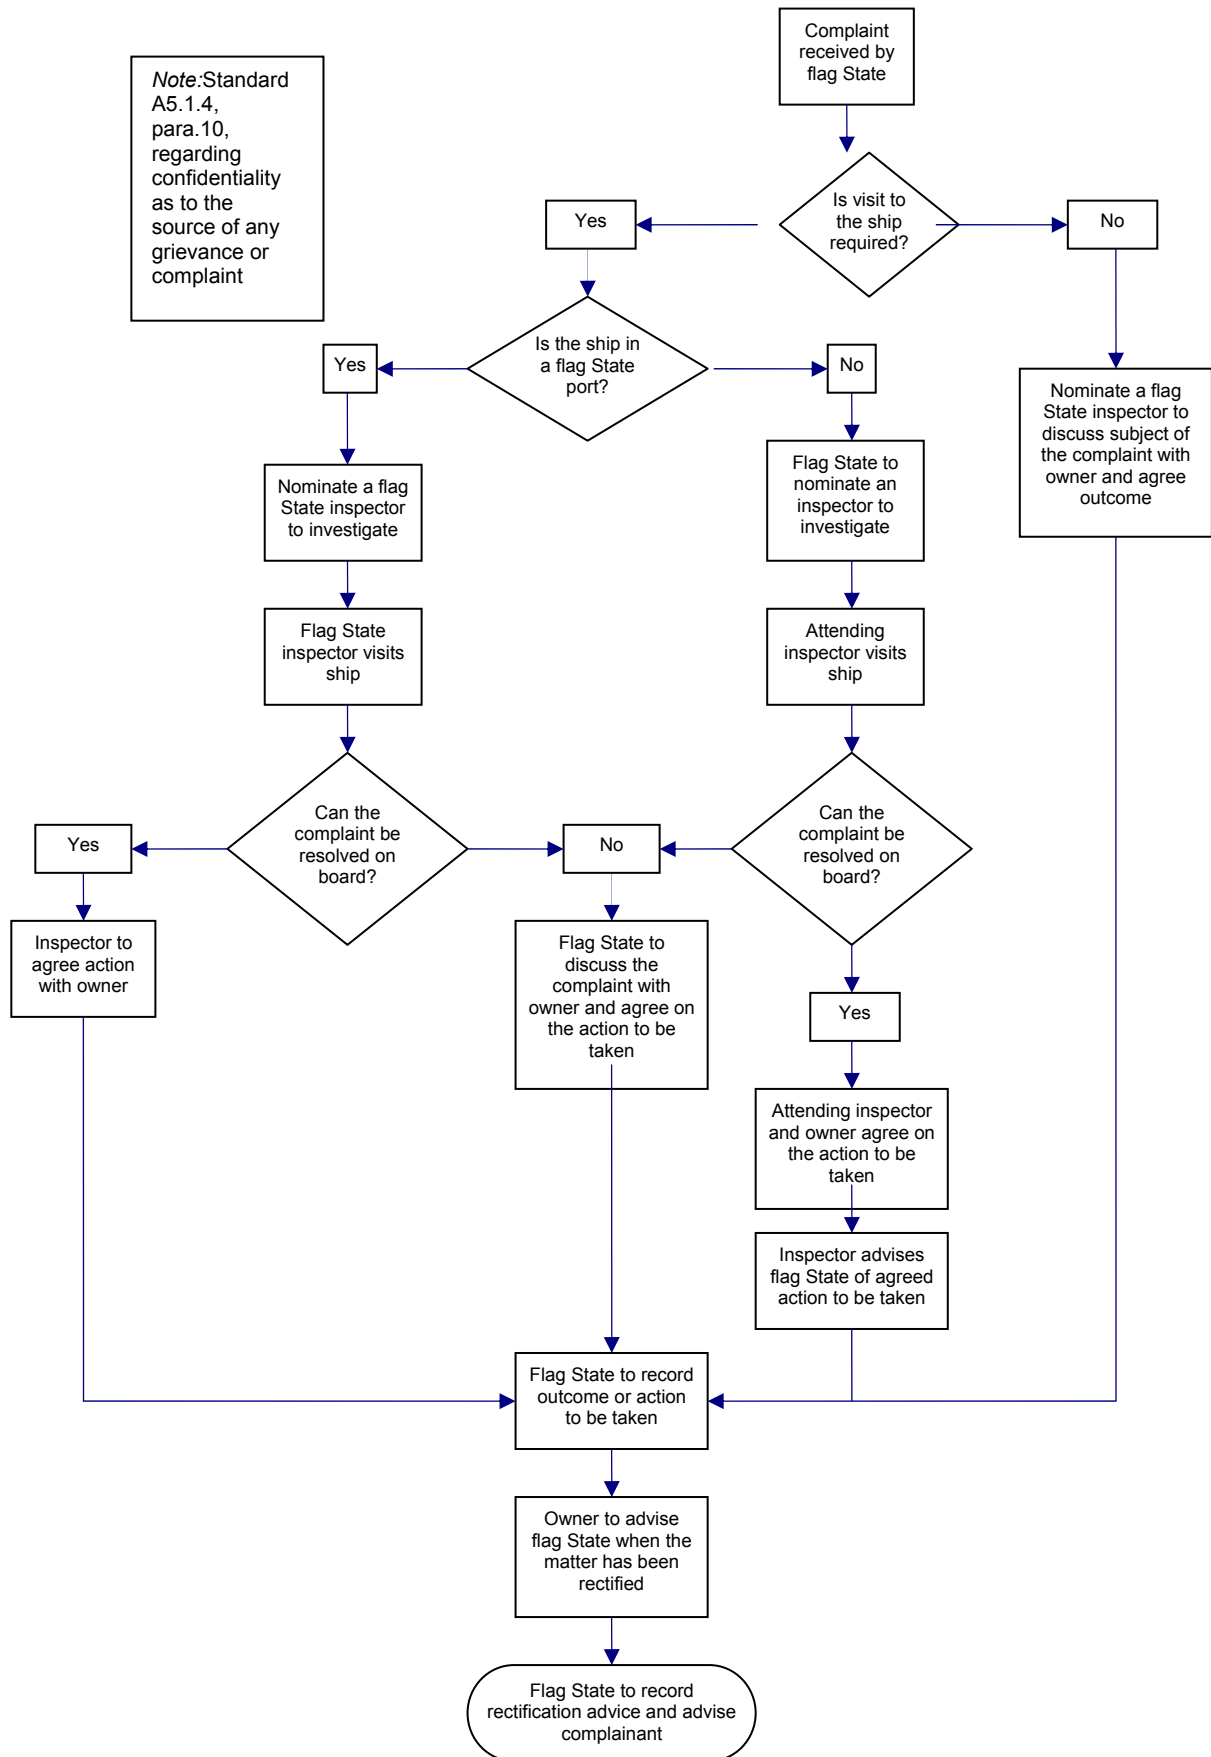 Complaint
received by
flag State
Note:Standard
A5.1.4,
para.10,
regarding
confidentiality
as to the
source of any
grievance or
complaint
Is visit to
the ship
required?
Yes
No
Is the ship in
a flag State
port?
Yes
No
Nominate a flag
State inspector to
discuss subject of
the complaint with
owner and agree
outcome
Nominate a flag
State inspector
to investigate
Flag State to
nominate an
inspector to
investigate
Flag State
inspector visits
ship
Attending
inspector visits
ship
Can the
complaint be
resolved on
board?
Can the
complaint be
resolved on
board?
Yes
No
Inspector to
agree action
with owner
Flag State to
discuss the
complaint with
owner and agree on
the action to be
taken
Yes
Attending inspector
and owner agree on
the action to be
taken
Inspector advises
flag State of agreed
action to be taken
Flag State to record
outcome or action
to be taken
Owner to advise
flag State when the
matter has been
rectified
Flag State to record
rectification advice and advise
complainant